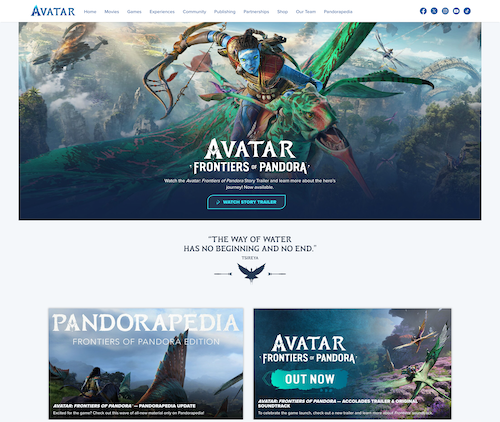 AVATAR
Home Movies Games Experiences Community Publishing Partnerships Shop Our Team Pandorapedia
AVATAR
FRONTIERS OF PANDORA
Watch the Avatar: Frontiers of Pandora Story Trailer and learn more about the hero's
journey! Now available.
WATCH STORY TRAILER
"THE WAY OF WATER
HAS NO BEGINNING AND NO END."
TSIREYA
PANDORAPEDIA
FRONTIERS OF PANDORA EDITION
AVATAR: FRONTIERS OF PANDORA — PANDORAPEDIA UPDATE
Excited for the game? Check out this wave of all-new material only on Pandorapedia!
AVATAR
FRONTIERS OF PANDORA
OUT NOW
AVATAR: FRONTIERS OF PANDORA — ACCOLADES TRAILER & ORIGINAL
SOUNDTRACK
To celebrate the game launch, check out a new trailer and learn more about Frontiers' soundtrack.